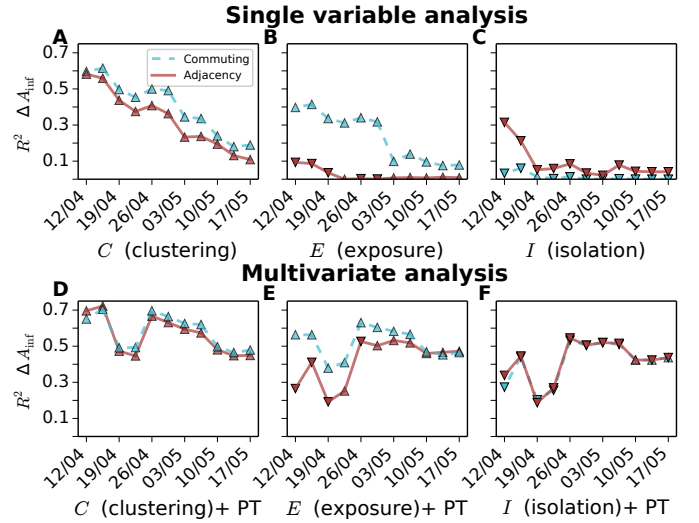 Single variable analysis
A
B
C
R² Δ A_inf
0.7
0.5
0.3
0.1
Commuting
Adjacency
12/04
19/04
26/04
03/05
10/05
17/05
12/04
19/04
26/04
03/05
10/05
17/05
12/04
19/04
26/04
03/05
10/05
17/05
C (clustering)
E (exposure)
I (isolation)
Multivariate analysis
D
E
F
R² Δ A_inf
0.7
0.5
0.3
0.1
12/04
19/04
26/04
03/05
10/05
17/05
12/04
19/04
26/04
03/05
10/05
17/05
12/04
19/04
26/04
03/05
10/05
17/05
C (clustering)+ PT
E (exposure)+ PT
I (isolation)+ PT